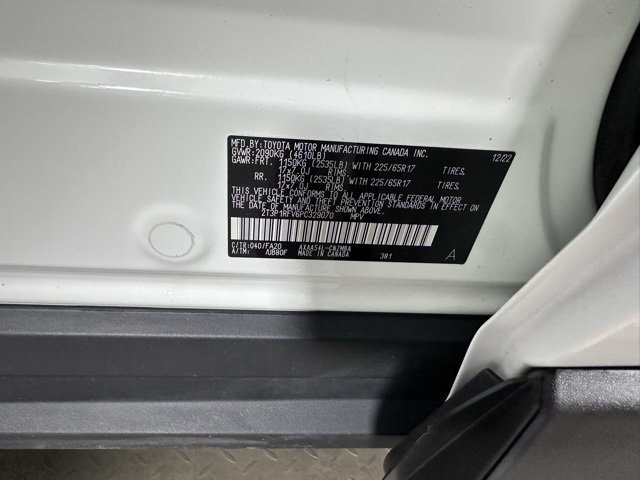 MFD.BY:TOYOTA MOTOR MANUFACTURING CANADA INC. 12/22
GVWR:2090KG (4610LB)
GAWR:FRT. 1150KG (2535LB) WITH 225/65R17 TIRES,
17x7.0J RIMS,
RR. 1150KG (2535LB) WITH 225/65R17 TIRES,
17x7.0J RIMS,
THIS VEHICLE CONFORMS TO ALL APPLICABLE FEDERAL MOTOR
VEHICLE SAFETY AND THEFT PREVENTION STANDARDS IN EFFECT ON
THE DATE OF MANUFACTURE SHOWN ABOVE.
2T3P1RFV6PC329070 MPV
C/TR:040/FA20 AXAA54L-CNZMBA
A/TM: /UB80F MADE IN CANADA 381 A